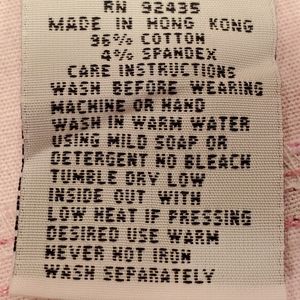 RN 92435
MADE IN HONG KONG
96% COTTON
4% SPANDEX
CARE INSTRUCTIONS
WASH BEFORE WEARING
MACHINE OR HAND
WASH IN WARM WATER
USING MILD SOAP OR
DETERGENT NO BLEACH
TUMBLE DRY LOW
INSIDE OUT WITH
LOW HEAT IF PRESSING
DESIRED USE WARM
NEVER HOT IRON
WASH SEPARATELY